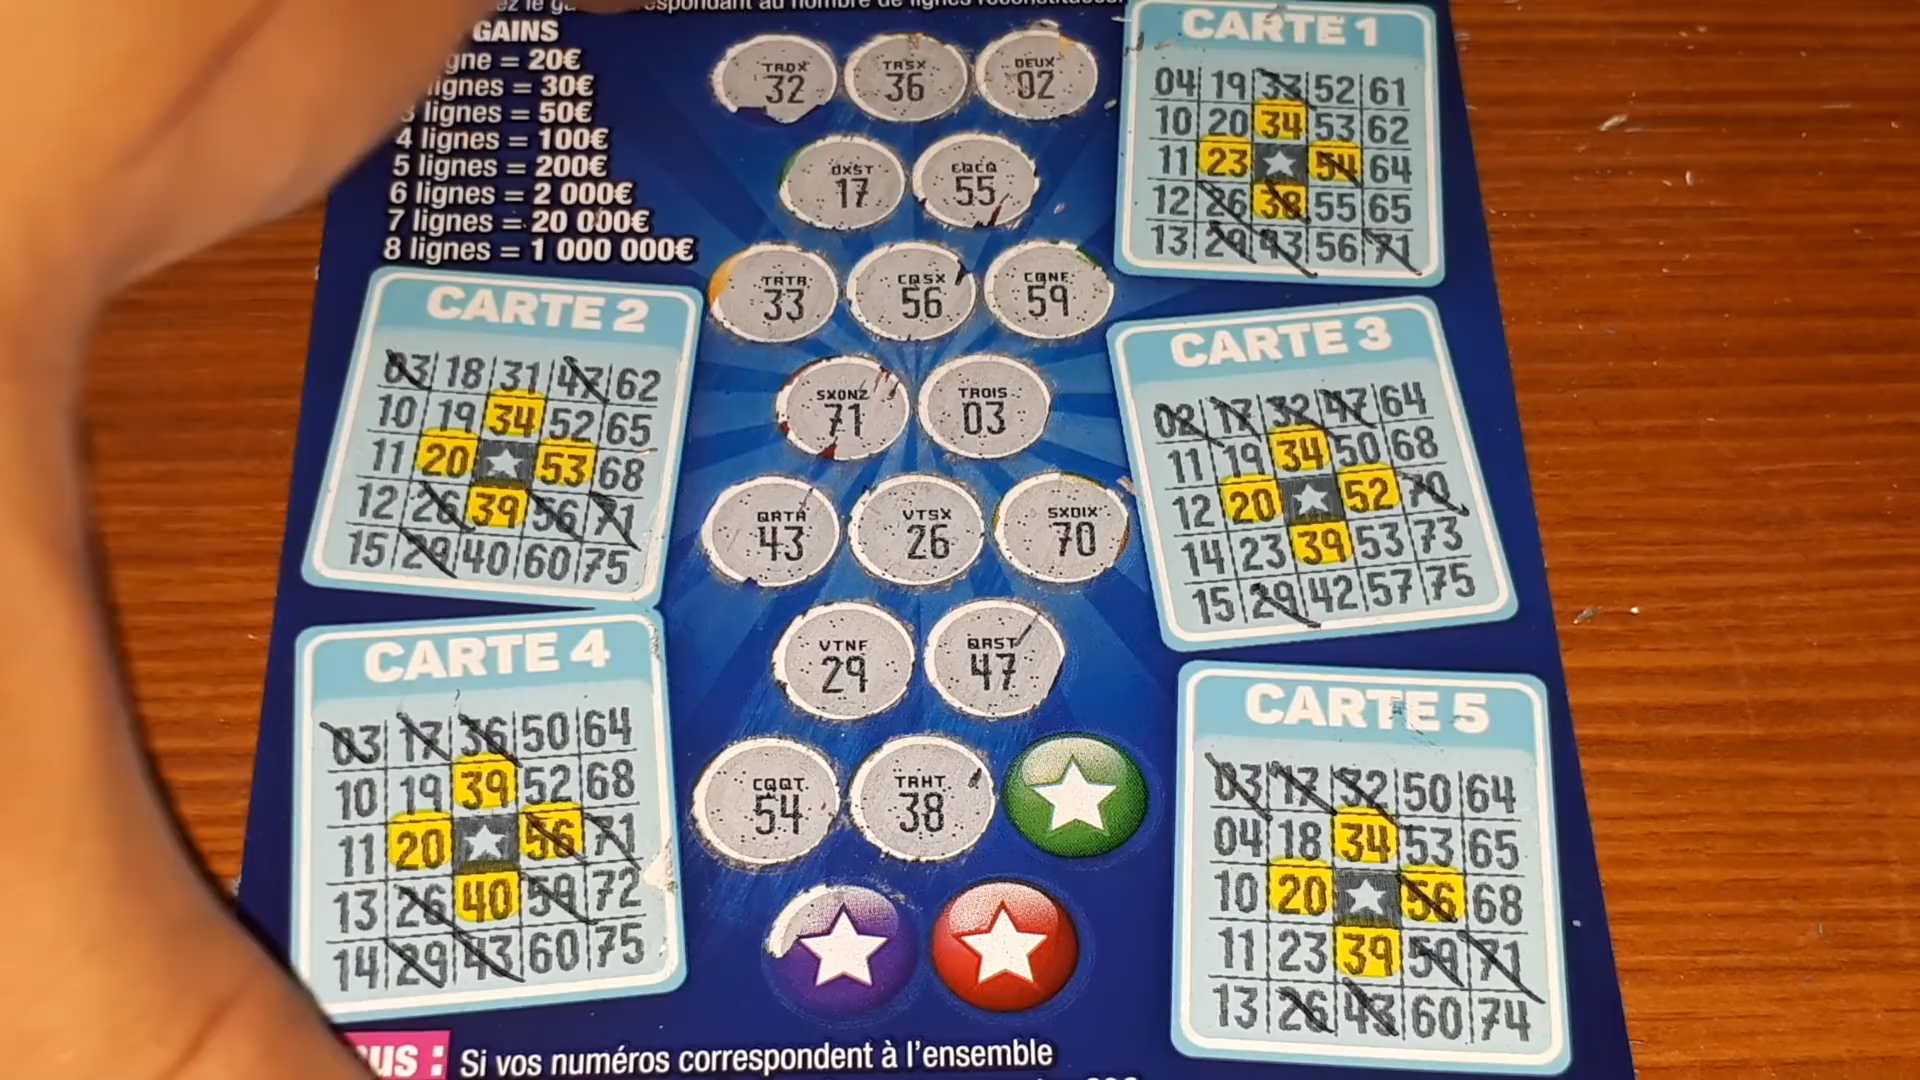 correspondant au nombre de lignes reconstituées
GAINS
ligne = 20€
lignes = 30€
3 lignes = 50€
4 lignes = 100€
5 lignes = 200€
6 lignes = 2 000€
7 lignes = 20 000€
8 lignes = 1 000 000€
TRDX TRSX DEUX
32 36 02
DXST CQCQ
17 55
TRTR CQSX CQNF
33 56 59
SXONZ TROIS
71 03
QRTR VTSX SXDIX
43 26 70
VTNF QRST
29 47
CQQT TRHT
54 38
CARTE 1
04 19 33 52 61
10 20 34 53 62
11 23 54 64
12 26 38 55 65
13 29 43 56 71
CARTE 2
03 18 31 47 62
10 19 34 52 65
11 20 53 68
12 26 39 56 71
15 29 40 60 75
CARTE 3
02 17 32 47 64
11 19 34 50 68
12 20 52 70
14 23 39 53 73
15 29 42 57 75
CARTE 4
03 17 36 50 64
10 19 39 52 68
11 20 56 71
13 26 40 59 72
14 29 43 60 75
CARTE 5
03 17 32 50 64
04 18 34 53 65
10 20 56 68
11 23 39 59 71
13 26 43 60 74
Si vos numéros correspondent à l'ensemble